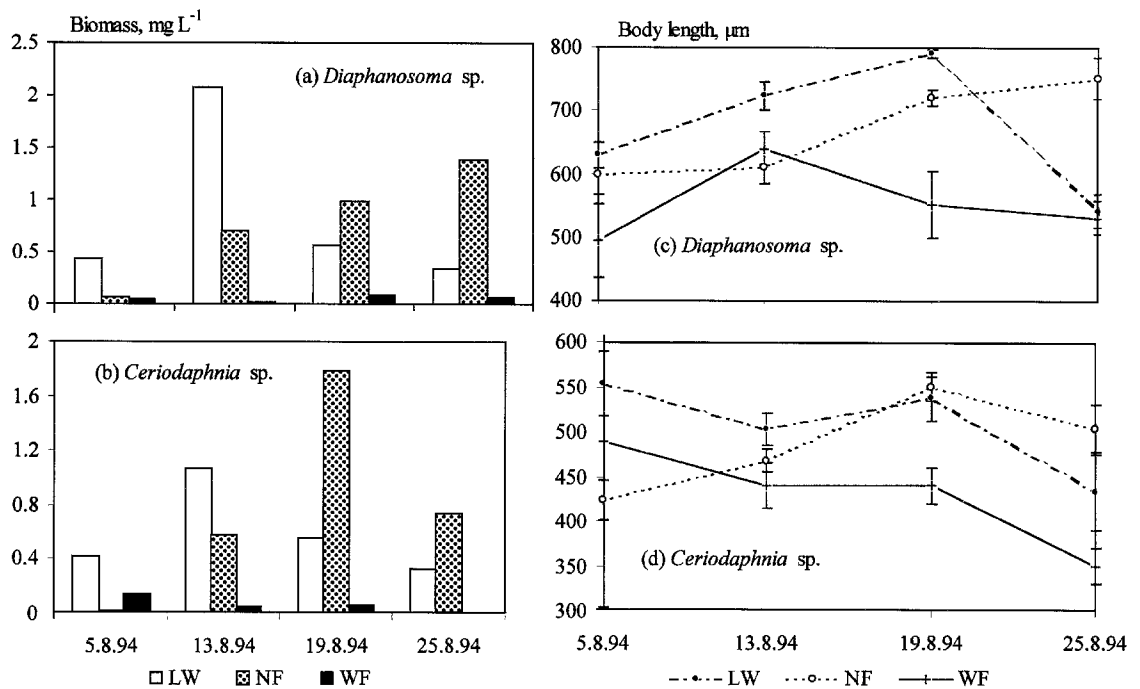 Biomass, mg L⁻¹
2.5
2
1.5
1
0.5
0
(a) Diaphanosoma sp.
2
1.6
1.2
0.8
0.4
0
(b) Ceriodaphnia sp.
5.8.94 13.8.94 19.8.94 25.8.94
LW NF WF
Body length, μm
800
700
600
500
400
(c) Diaphanosoma sp.
600
550
500
450
400
350
300
(d) Ceriodaphnia sp.
5.8.94 13.8.94 19.8.94 25.8.94
LW NF WF